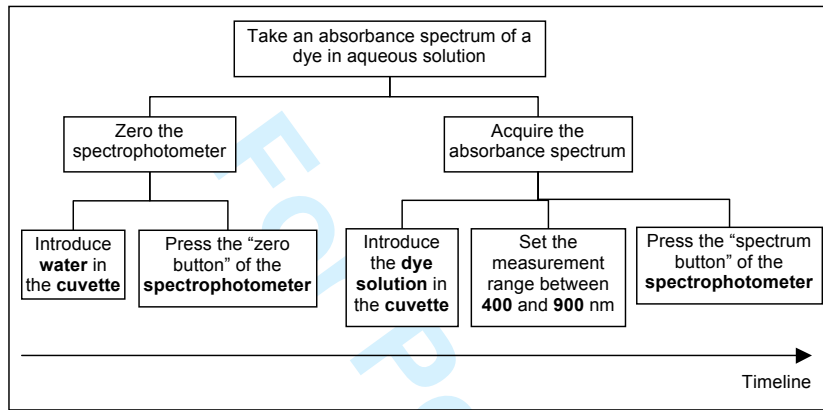 Take an absorbance spectrum of a
dye in aqueous solution
Zero the
spectrophotometer
Acquire the
absorbance spectrum
Introduce
water in
the cuvette
Press the “zero
button” of the
spectrophotometer
Introduce
the dye
solution in
the cuvette
Set the
measurement
range between
400 and 900 nm
Press the “spectrum
button” of the
spectrophotometer
Timeline